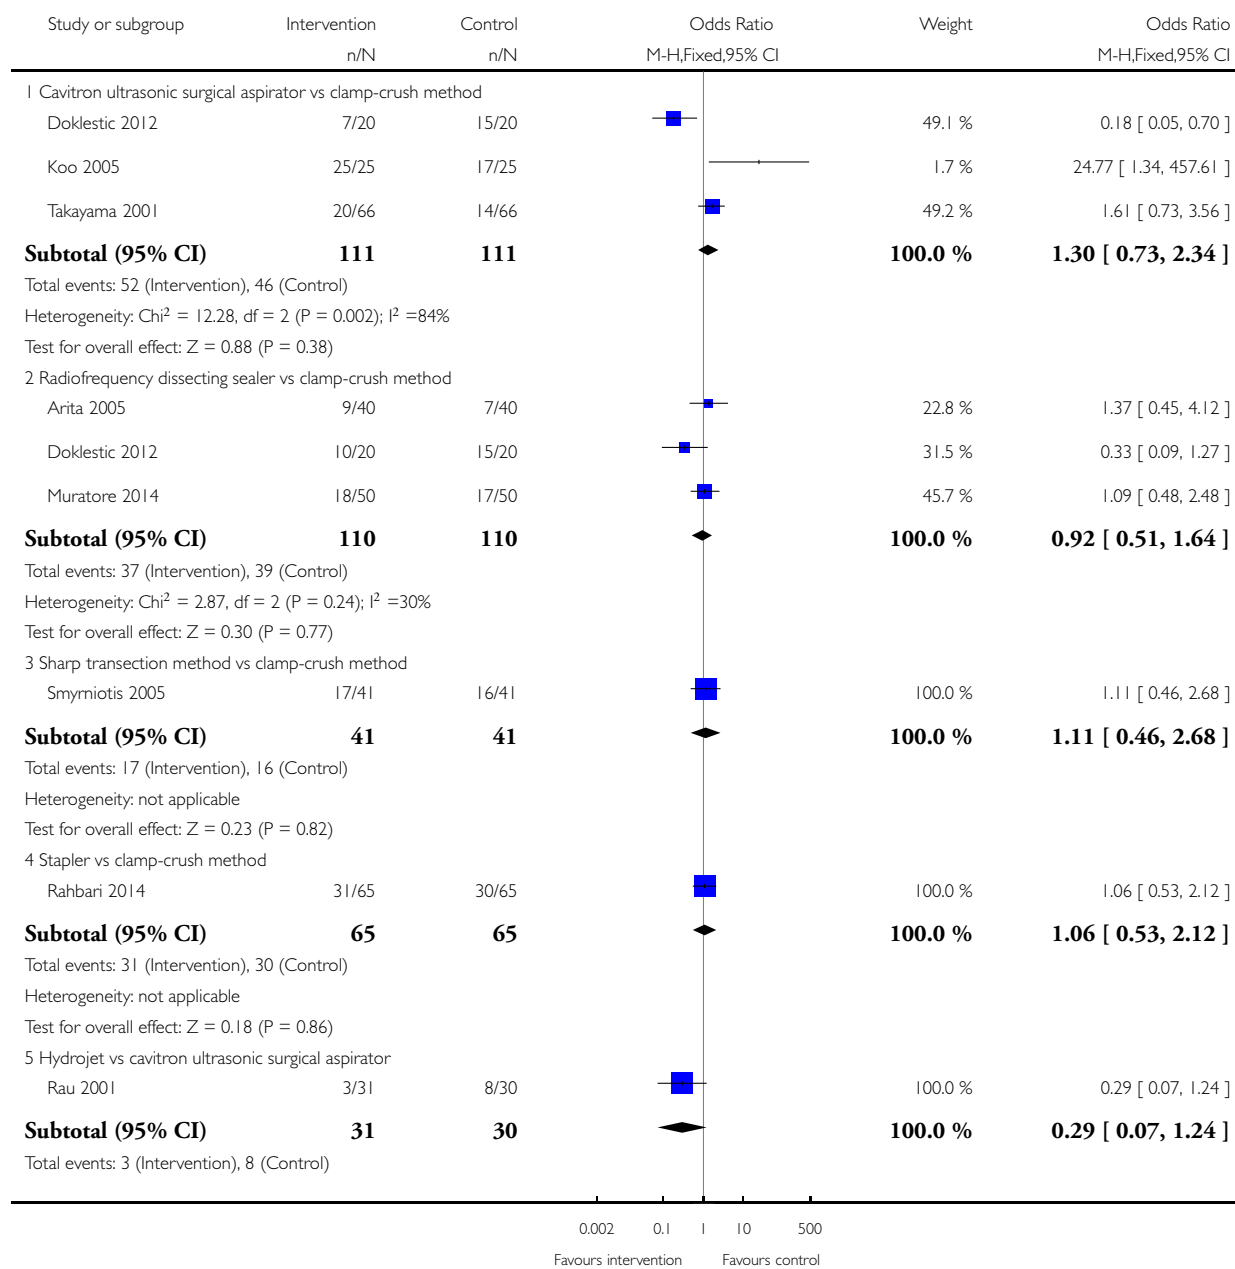 Study or subgroup Intervention Control Odds Ratio Weight Odds Ratio
n/N n/N M-H,Fixed,95% CI M-H,Fixed,95% CI
1 Cavitron ultrasonic surgical aspirator vs clamp-crush method
Doklestic 2012 7/20 15/20 49.1 % 0.18 [ 0.05, 0.70 ]
Koo 2005 25/25 17/25 1.7 % 24.77 [ 1.34, 457.61 ]
Takayama 2001 20/66 14/66 49.2 % 1.61 [ 0.73, 3.56 ]
Subtotal (95% CI) 111 111 100.0 % 1.30 [ 0.73, 2.34 ]
Total events: 52 (Intervention), 46 (Control)
Heterogeneity: Chi² = 12.28, df = 2 (P = 0.002); I² =84%
Test for overall effect: Z = 0.88 (P = 0.38)
2 Radiofrequency dissecting sealer vs clamp-crush method
Arita 2005 9/40 7/40 22.8 % 1.37 [ 0.45, 4.12 ]
Doklestic 2012 10/20 15/20 31.5 % 0.33 [ 0.09, 1.27 ]
Muratore 2014 18/50 17/50 45.7 % 1.09 [ 0.48, 2.48 ]
Subtotal (95% CI) 110 110 100.0 % 0.92 [ 0.51, 1.64 ]
Total events: 37 (Intervention), 39 (Control)
Heterogeneity: Chi² = 2.87, df = 2 (P = 0.24); I² =30%
Test for overall effect: Z = 0.30 (P = 0.77)
3 Sharp transection method vs clamp-crush method
Smyrniotis 2005 17/41 16/41 100.0 % 1.11 [ 0.46, 2.68 ]
Subtotal (95% CI) 41 41 100.0 % 1.11 [ 0.46, 2.68 ]
Total events: 17 (Intervention), 16 (Control)
Heterogeneity: not applicable
Test for overall effect: Z = 0.23 (P = 0.82)
4 Stapler vs clamp-crush method
Rahbari 2014 31/65 30/65 100.0 % 1.06 [ 0.53, 2.12 ]
Subtotal (95% CI) 65 65 100.0 % 1.06 [ 0.53, 2.12 ]
Total events: 31 (Intervention), 30 (Control)
Heterogeneity: not applicable
Test for overall effect: Z = 0.18 (P = 0.86)
5 Hydrojet vs cavitron ultrasonic surgical aspirator
Rau 2001 3/31 8/30 100.0 % 0.29 [ 0.07, 1.24 ]
Subtotal (95% CI) 31 30 100.0 % 0.29 [ 0.07, 1.24 ]
Total events: 3 (Intervention), 8 (Control)
0.002 0.1 1 10 500
Favours intervention Favours control